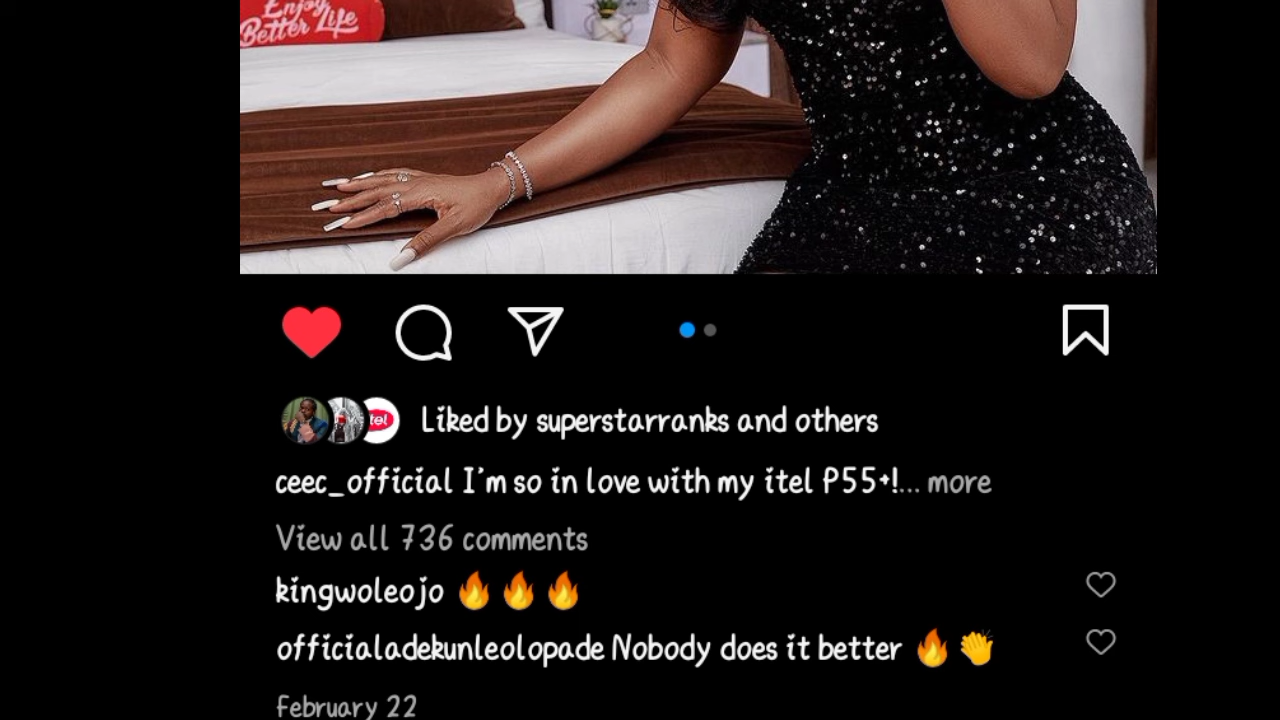 Enjoy
Better Life
itel
Liked by superstarranks and others
ceec_official I'm so in love with my itel P55+!... more
View all 736 comments
kingwoleojo 🔥 🔥 🔥
officialadekunleolopade Nobody does it better 🔥 👏
February 22